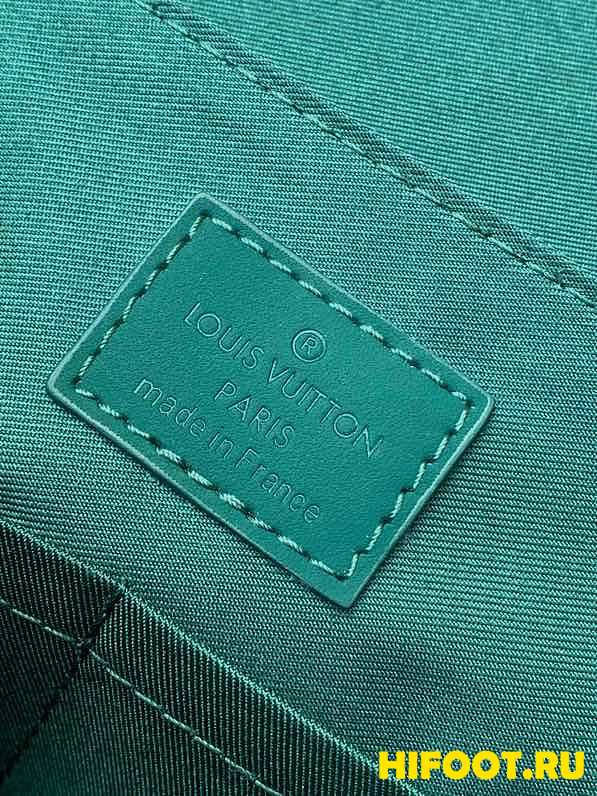 ®
LOUIS VUITTON
PARIS
made in France
HIFOOT.RU